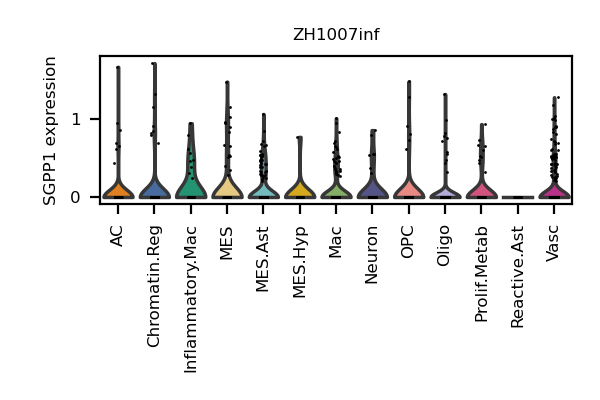 ZH1007inf
SGPP1 expression
1
0
AC
Chromatin.Reg
Inflammatory.Mac
MES
MES.Ast
MES.Hyp
Mac
Neuron
OPC
Oligo
Prolif.Metab
Reactive.Ast
Vasc